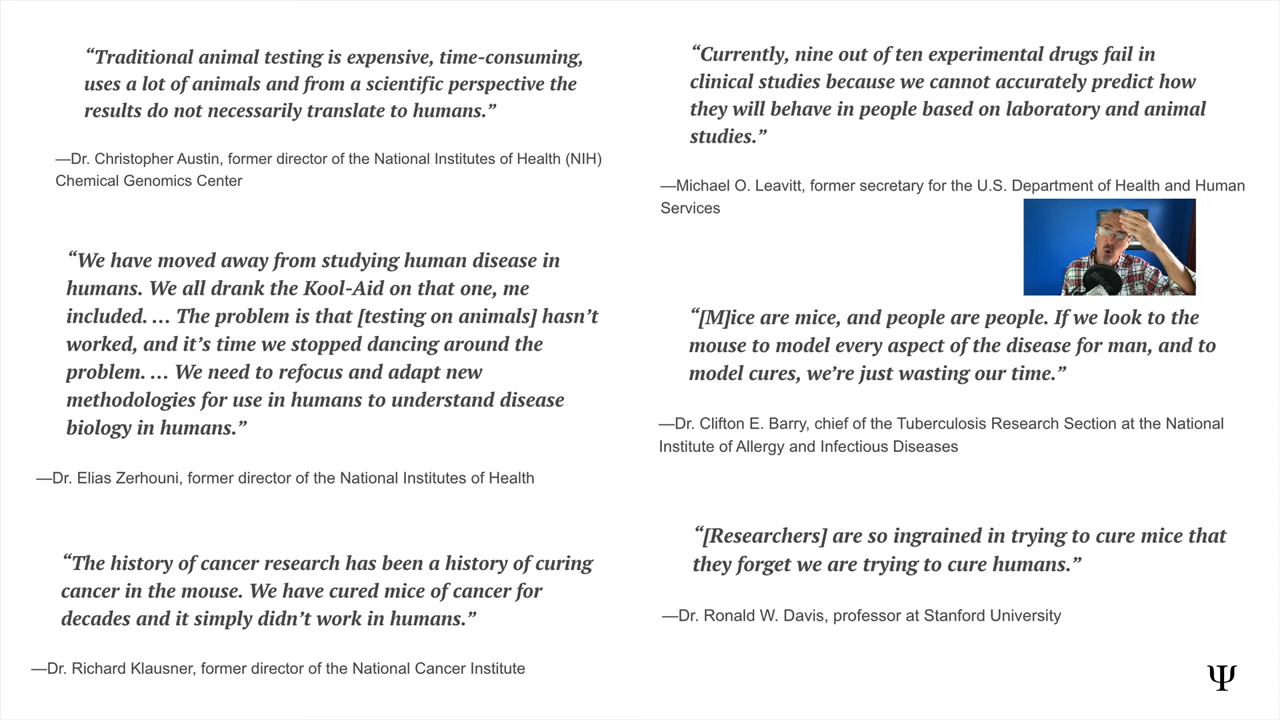 “Traditional animal testing is expensive, time-consuming,
uses a lot of animals and from a scientific perspective the
results do not necessarily translate to humans.”
—Dr. Christopher Austin, former director of the National Institutes of Health (NIH)
Chemical Genomics Center
“We have moved away from studying human disease in
humans. We all drank the Kool-Aid on that one, me
included. … The problem is that [testing on animals] hasn’t
worked, and it’s time we stopped dancing around the
problem. … We need to refocus and adapt new
methodologies for use in humans to understand disease
biology in humans.”
—Dr. Elias Zerhouni, former director of the National Institutes of Health
“The history of cancer research has been a history of curing
cancer in the mouse. We have cured mice of cancer for
decades and it simply didn’t work in humans.”
—Dr. Richard Klausner, former director of the National Cancer Institute
“Currently, nine out of ten experimental drugs fail in
clinical studies because we cannot accurately predict how
they will behave in people based on laboratory and animal
studies.”
—Michael O. Leavitt, former secretary for the U.S. Department of Health and Human
Services
“[M]ice are mice, and people are people. If we look to the
mouse to model every aspect of the disease for man, and to
model cures, we’re just wasting our time.”
—Dr. Clifton E. Barry, chief of the Tuberculosis Research Section at the National
Institute of Allergy and Infectious Diseases
“[Researchers] are so ingrained in trying to cure mice that
they forget we are trying to cure humans.”
—Dr. Ronald W. Davis, professor at Stanford University
Ψ